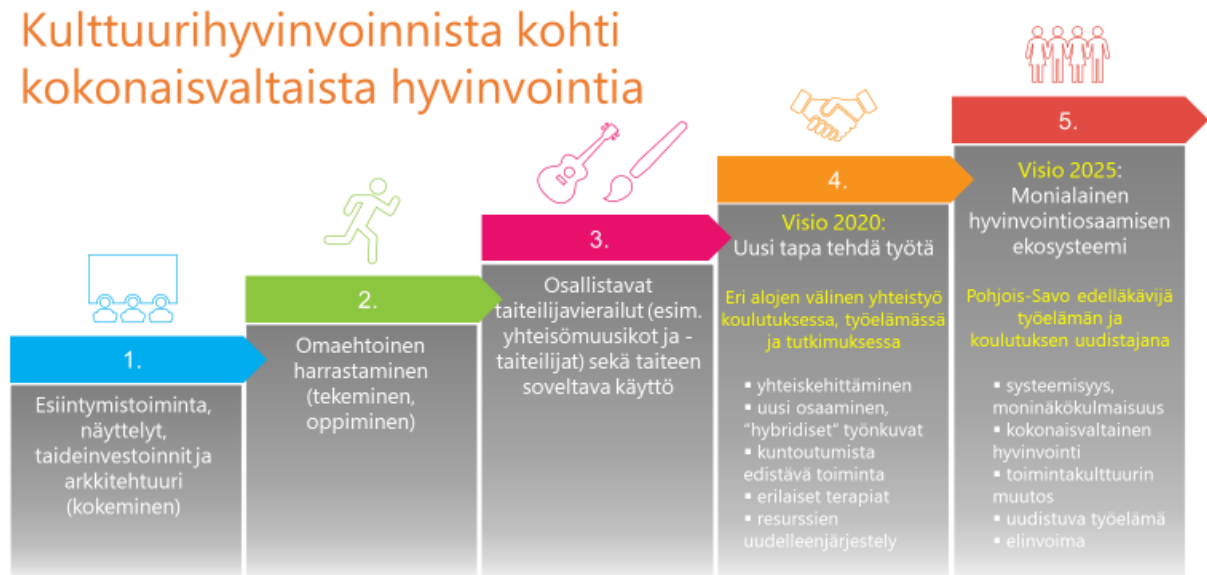 Kulttuurihyvinvoinnista kohti
kokonaisvaltaista hyvinvointia
1.
Esiintymistoiminta,
näyttelyt,
taideinvestoinnit ja
arkkitehtuuri
(kokeminen)
2.
Omaehtoinen
harrastaminen
(tekeminen,
oppiminen)
3.
Osallistavat
taiteilijavierailut (esim.
yhteisömuusikot ja -
taiteilijat) sekä taiteen
soveltava käyttö
4.
Visio 2020:
Uusi tapa tehdä työtä
Eri alojen välinen yhteistyö
koulutuksessa, työelämässä
ja tutkimuksessa
▪ yhteiskehittäminen
▪ uusi osaaminen,
"hybridiset" työnkuvat
▪ kuntoutumista
edistävä toiminta
▪ erilaiset terapiat
▪ resurssien
uudelleenjärjestely
5.
Visio 2025:
Monialainen
hyvinvointiosaamisen
ekosysteemi
Pohjois-Savo edelläkävijä
työelämän ja
koulutuksen uudistajana
▪ systeemisyys,
moninäkökulmaisuus
▪ kokonaisvaltainen
hyvinvointi
▪ toimintakulttuurin
muutos
▪ uudistuva työelämä
▪ elinvoima